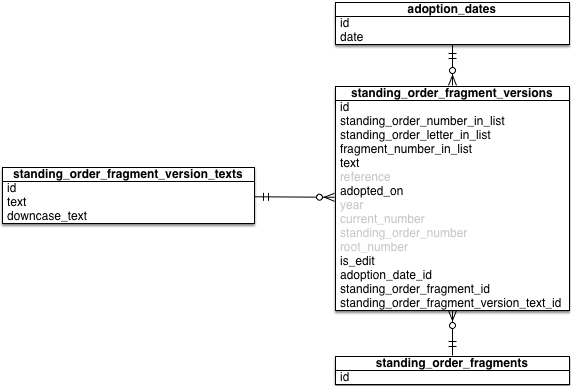 adoption_dates
id
date
standing_order_fragment_versions
id
standing_order_number_in_list
standing_order_letter_in_list
fragment_number_in_list
text
reference
adopted_on
year
current_number
standing_order_number
root_number
is_edit
adoption_date_id
standing_order_fragment_id
standing_order_fragment_version_text_id
standing_order_fragment_version_texts
id
text
downcase_text
standing_order_fragments
id